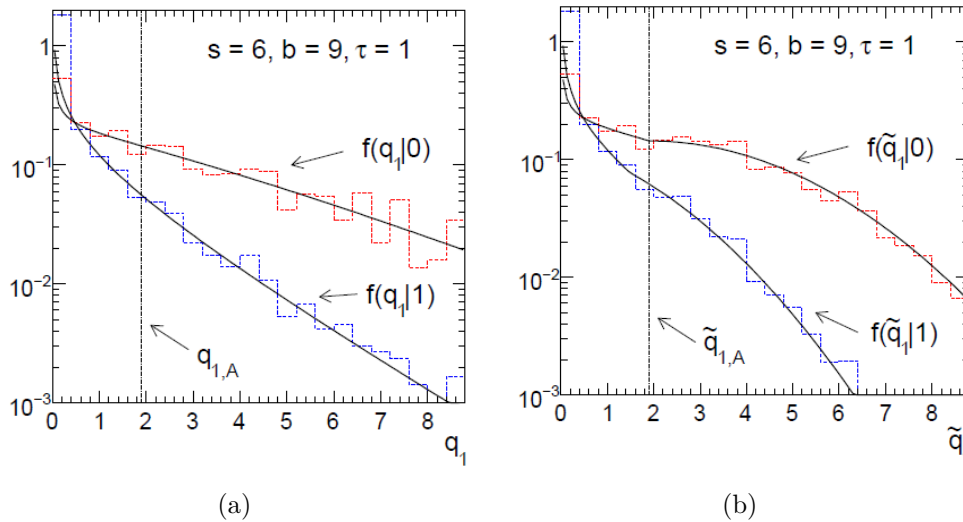 s = 6, b = 9, τ = 1
1
10⁻¹
10⁻²
10⁻³
f(q₁|0)
f(q₁|1)
q₁,A
0 1 2 3 4 5 6 7 8
q₁
(a)
s = 6, b = 9, τ = 1
1
10⁻¹
10⁻²
10⁻³
f(q̃₁|0)
f(q̃₁|1)
q̃₁,A
0 1 2 3 4 5 6 7 8
q̃
(b)